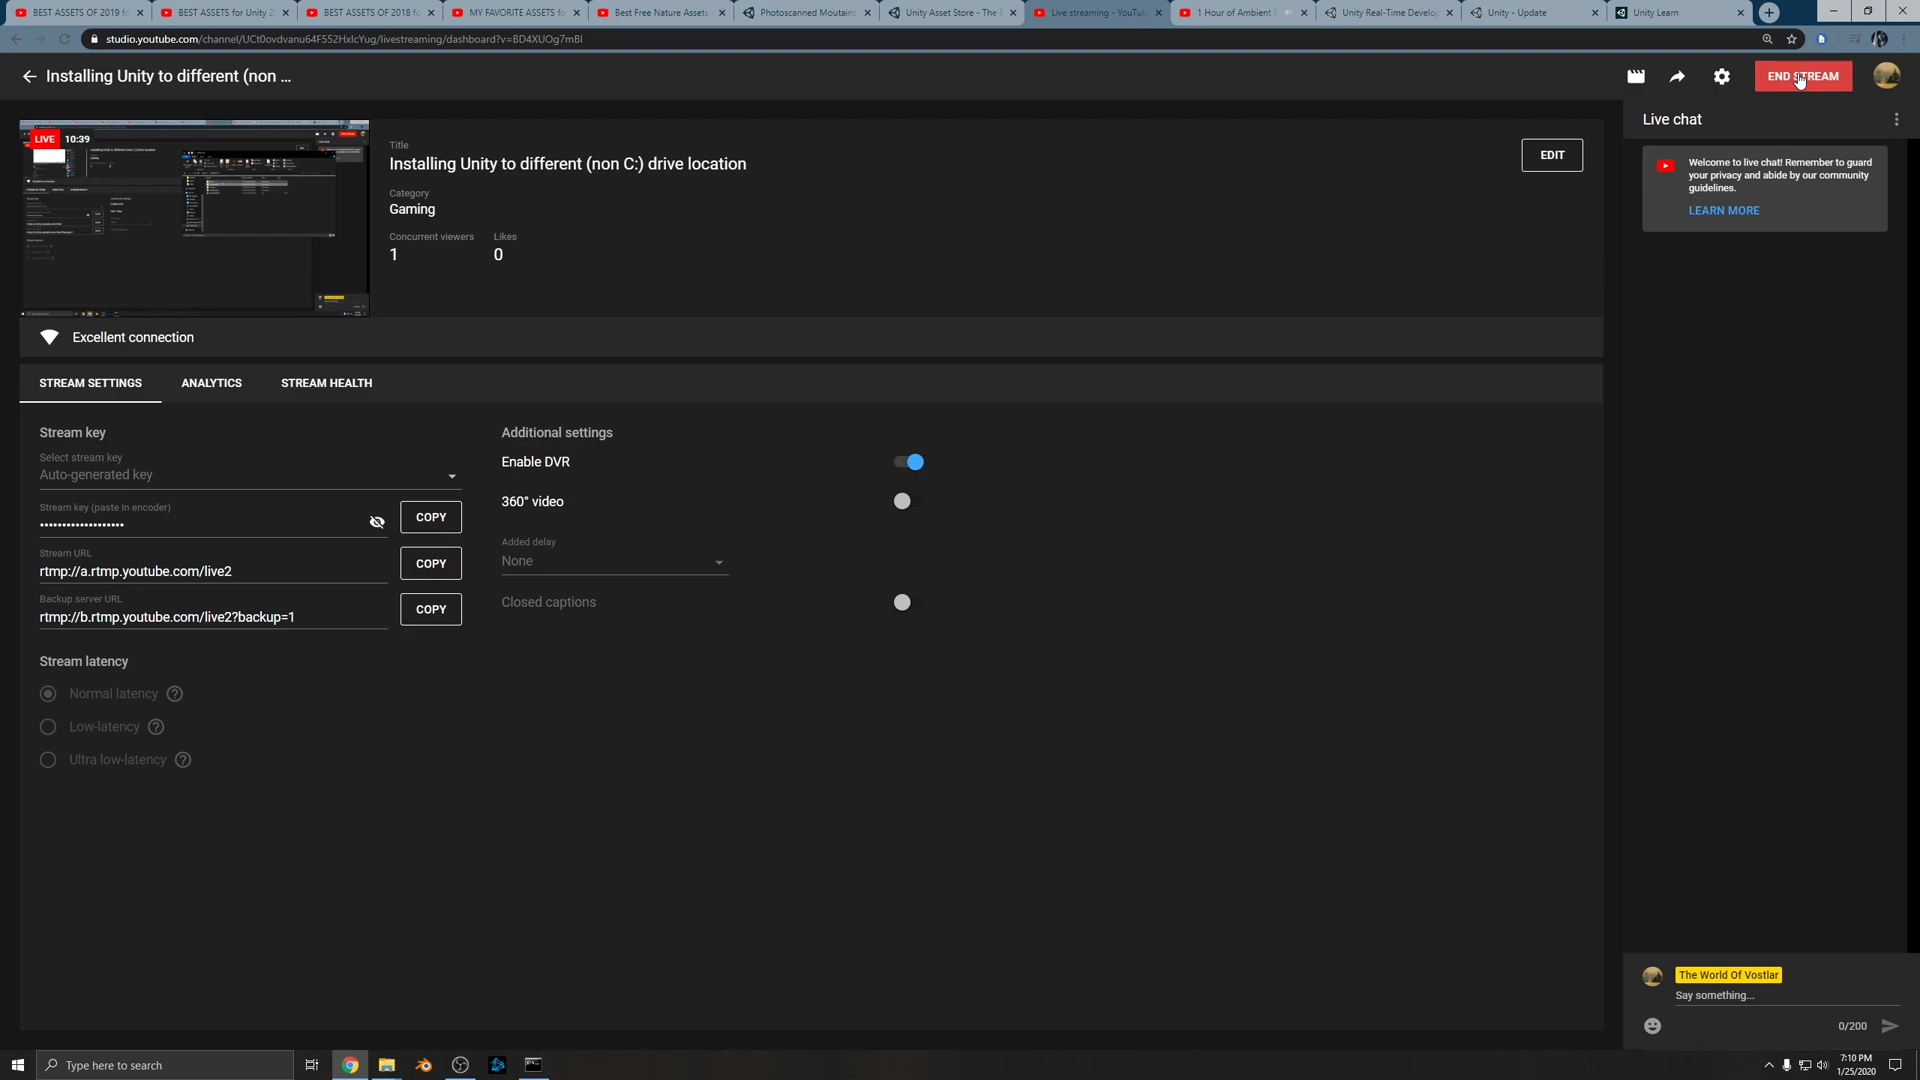 BEST ASSETS OF 2019 fo
BEST ASSETS for Unity 2
BEST ASSETS OF 2018 fo
MY FAVORITE ASSETS fo
Best Free Nature Assets
Photoscanned Moutains
Unity Asset Store - The B
Live streaming - YouTub
1 Hour of Ambient F
Unity Real-Time Develop
Unity - Update
Unity Learn
studio.youtube.com/channel/UCt0ovdvanu64F552HxlcYug/livestreaming/dashboard?v=BD4XUOg7mBI
Installing Unity to different (non ...
END STREAM
LIVE 10:39
Title
Installing Unity to different (non C:) drive location
EDIT
Category
Gaming
Concurrent viewers Likes
1 0
Excellent connection
STREAM SETTINGS ANALYTICS STREAM HEALTH
Stream key
Select stream key
Auto-generated key
Stream key (paste in encoder)
•••••••••••••••••••
COPY
Stream URL
rtmp://a.rtmp.youtube.com/live2
COPY
Backup server URL
rtmp://b.rtmp.youtube.com/live2?backup=1
COPY
Stream latency
Normal latency
Low-latency
Ultra low-latency
Additional settings
Enable DVR
360° video
Added delay
None
Closed captions
Live chat
Welcome to live chat! Remember to guard
your privacy and abide by our community
guidelines.
LEARN MORE
The World Of Vostlar
Say something...
0/200
Type here to search
7:10 PM
1/25/2020